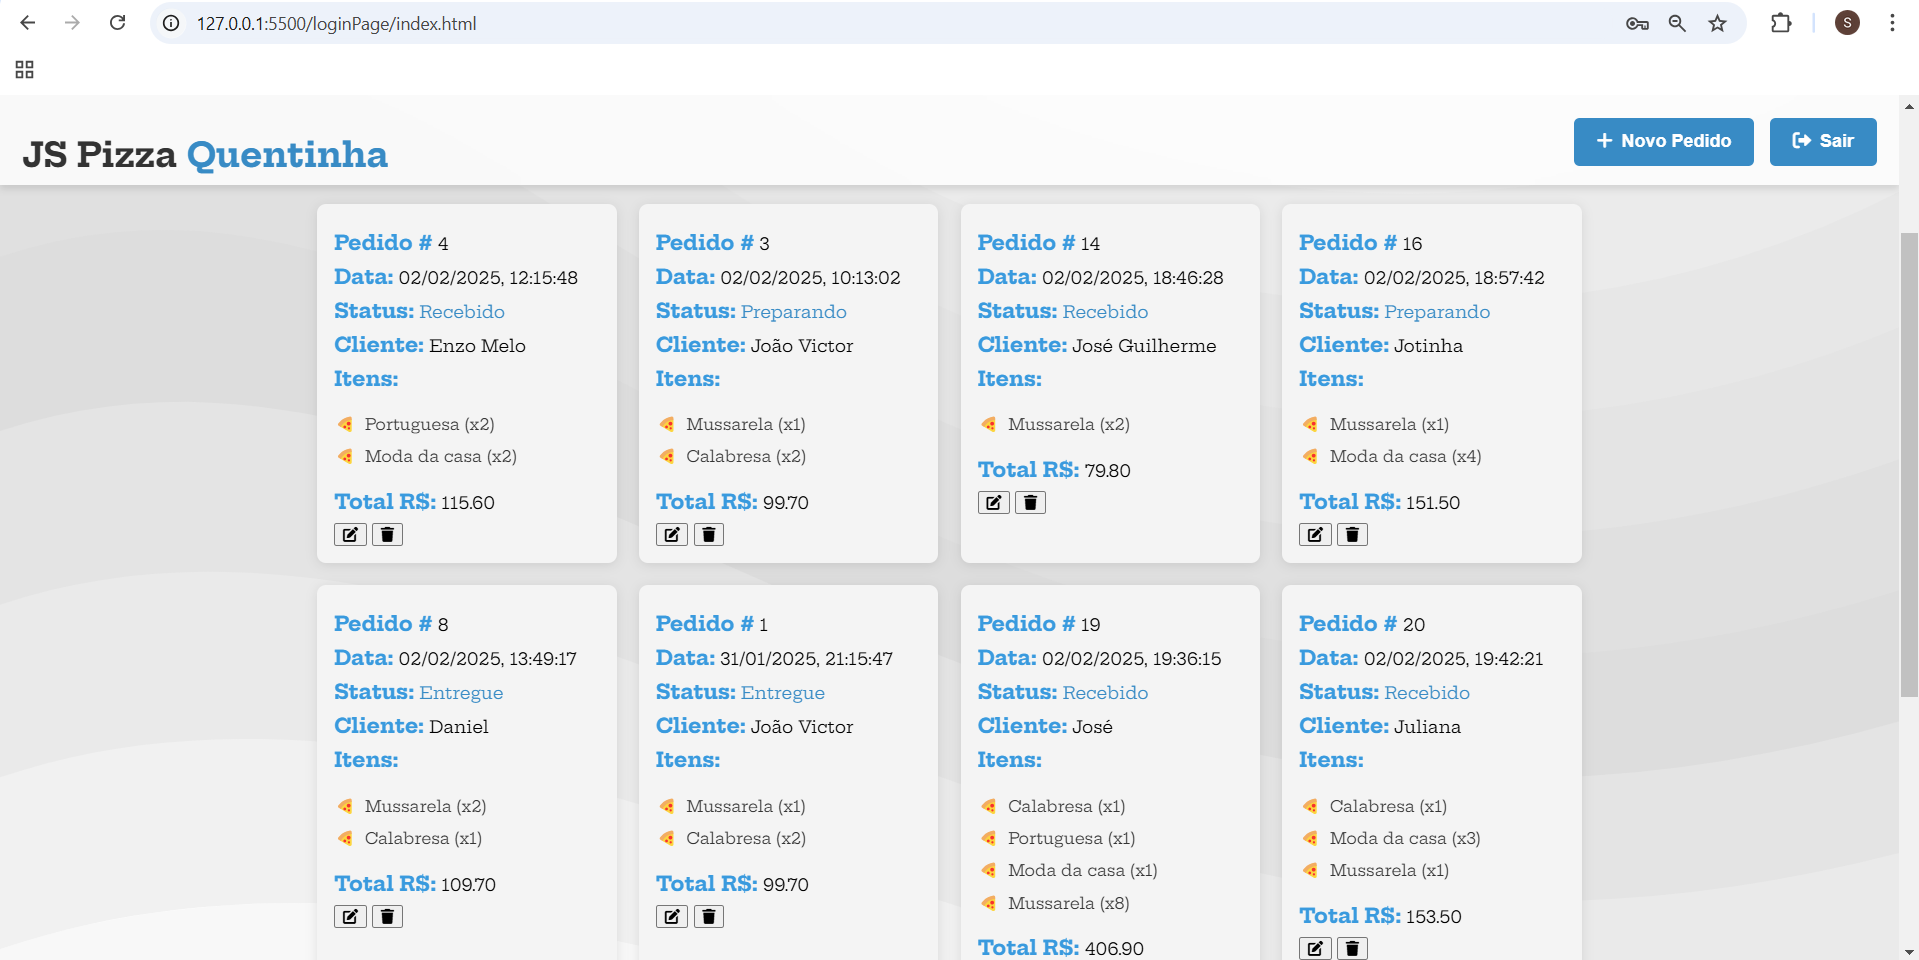 127.0.0.1:5500/loginPage/index.html
S
JS Pizza Quentinha
Novo Pedido
Sair
Pedido # 4
Data: 02/02/2025, 12:15:48
Status: Recebido
Cliente: Enzo Melo
Itens:
Portuguesa (x2)
Moda da casa (x2)
Total R$: 115.60
Pedido # 3
Data: 02/02/2025, 10:13:02
Status: Preparando
Cliente: João Victor
Itens:
Mussarela (x1)
Calabresa (x2)
Total R$: 99.70
Pedido # 14
Data: 02/02/2025, 18:46:28
Status: Recebido
Cliente: José Guilherme
Itens:
Mussarela (x2)
Total R$: 79.80
Pedido # 16
Data: 02/02/2025, 18:57:42
Status: Preparando
Cliente: Jotinha
Itens:
Mussarela (x1)
Moda da casa (x4)
Total R$: 151.50
Pedido # 8
Data: 02/02/2025, 13:49:17
Status: Entregue
Cliente: Daniel
Itens:
Mussarela (x2)
Calabresa (x1)
Total R$: 109.70
Pedido # 1
Data: 31/01/2025, 21:15:47
Status: Entregue
Cliente: João Victor
Itens:
Mussarela (x1)
Calabresa (x2)
Total R$: 99.70
Pedido # 19
Data: 02/02/2025, 19:36:15
Status: Recebido
Cliente: José
Itens:
Calabresa (x1)
Portuguesa (x1)
Moda da casa (x1)
Mussarela (x8)
Total R$: 406.90
Pedido # 20
Data: 02/02/2025, 19:42:21
Status: Recebido
Cliente: Juliana
Itens:
Calabresa (x1)
Moda da casa (x3)
Mussarela (x1)
Total R$: 153.50